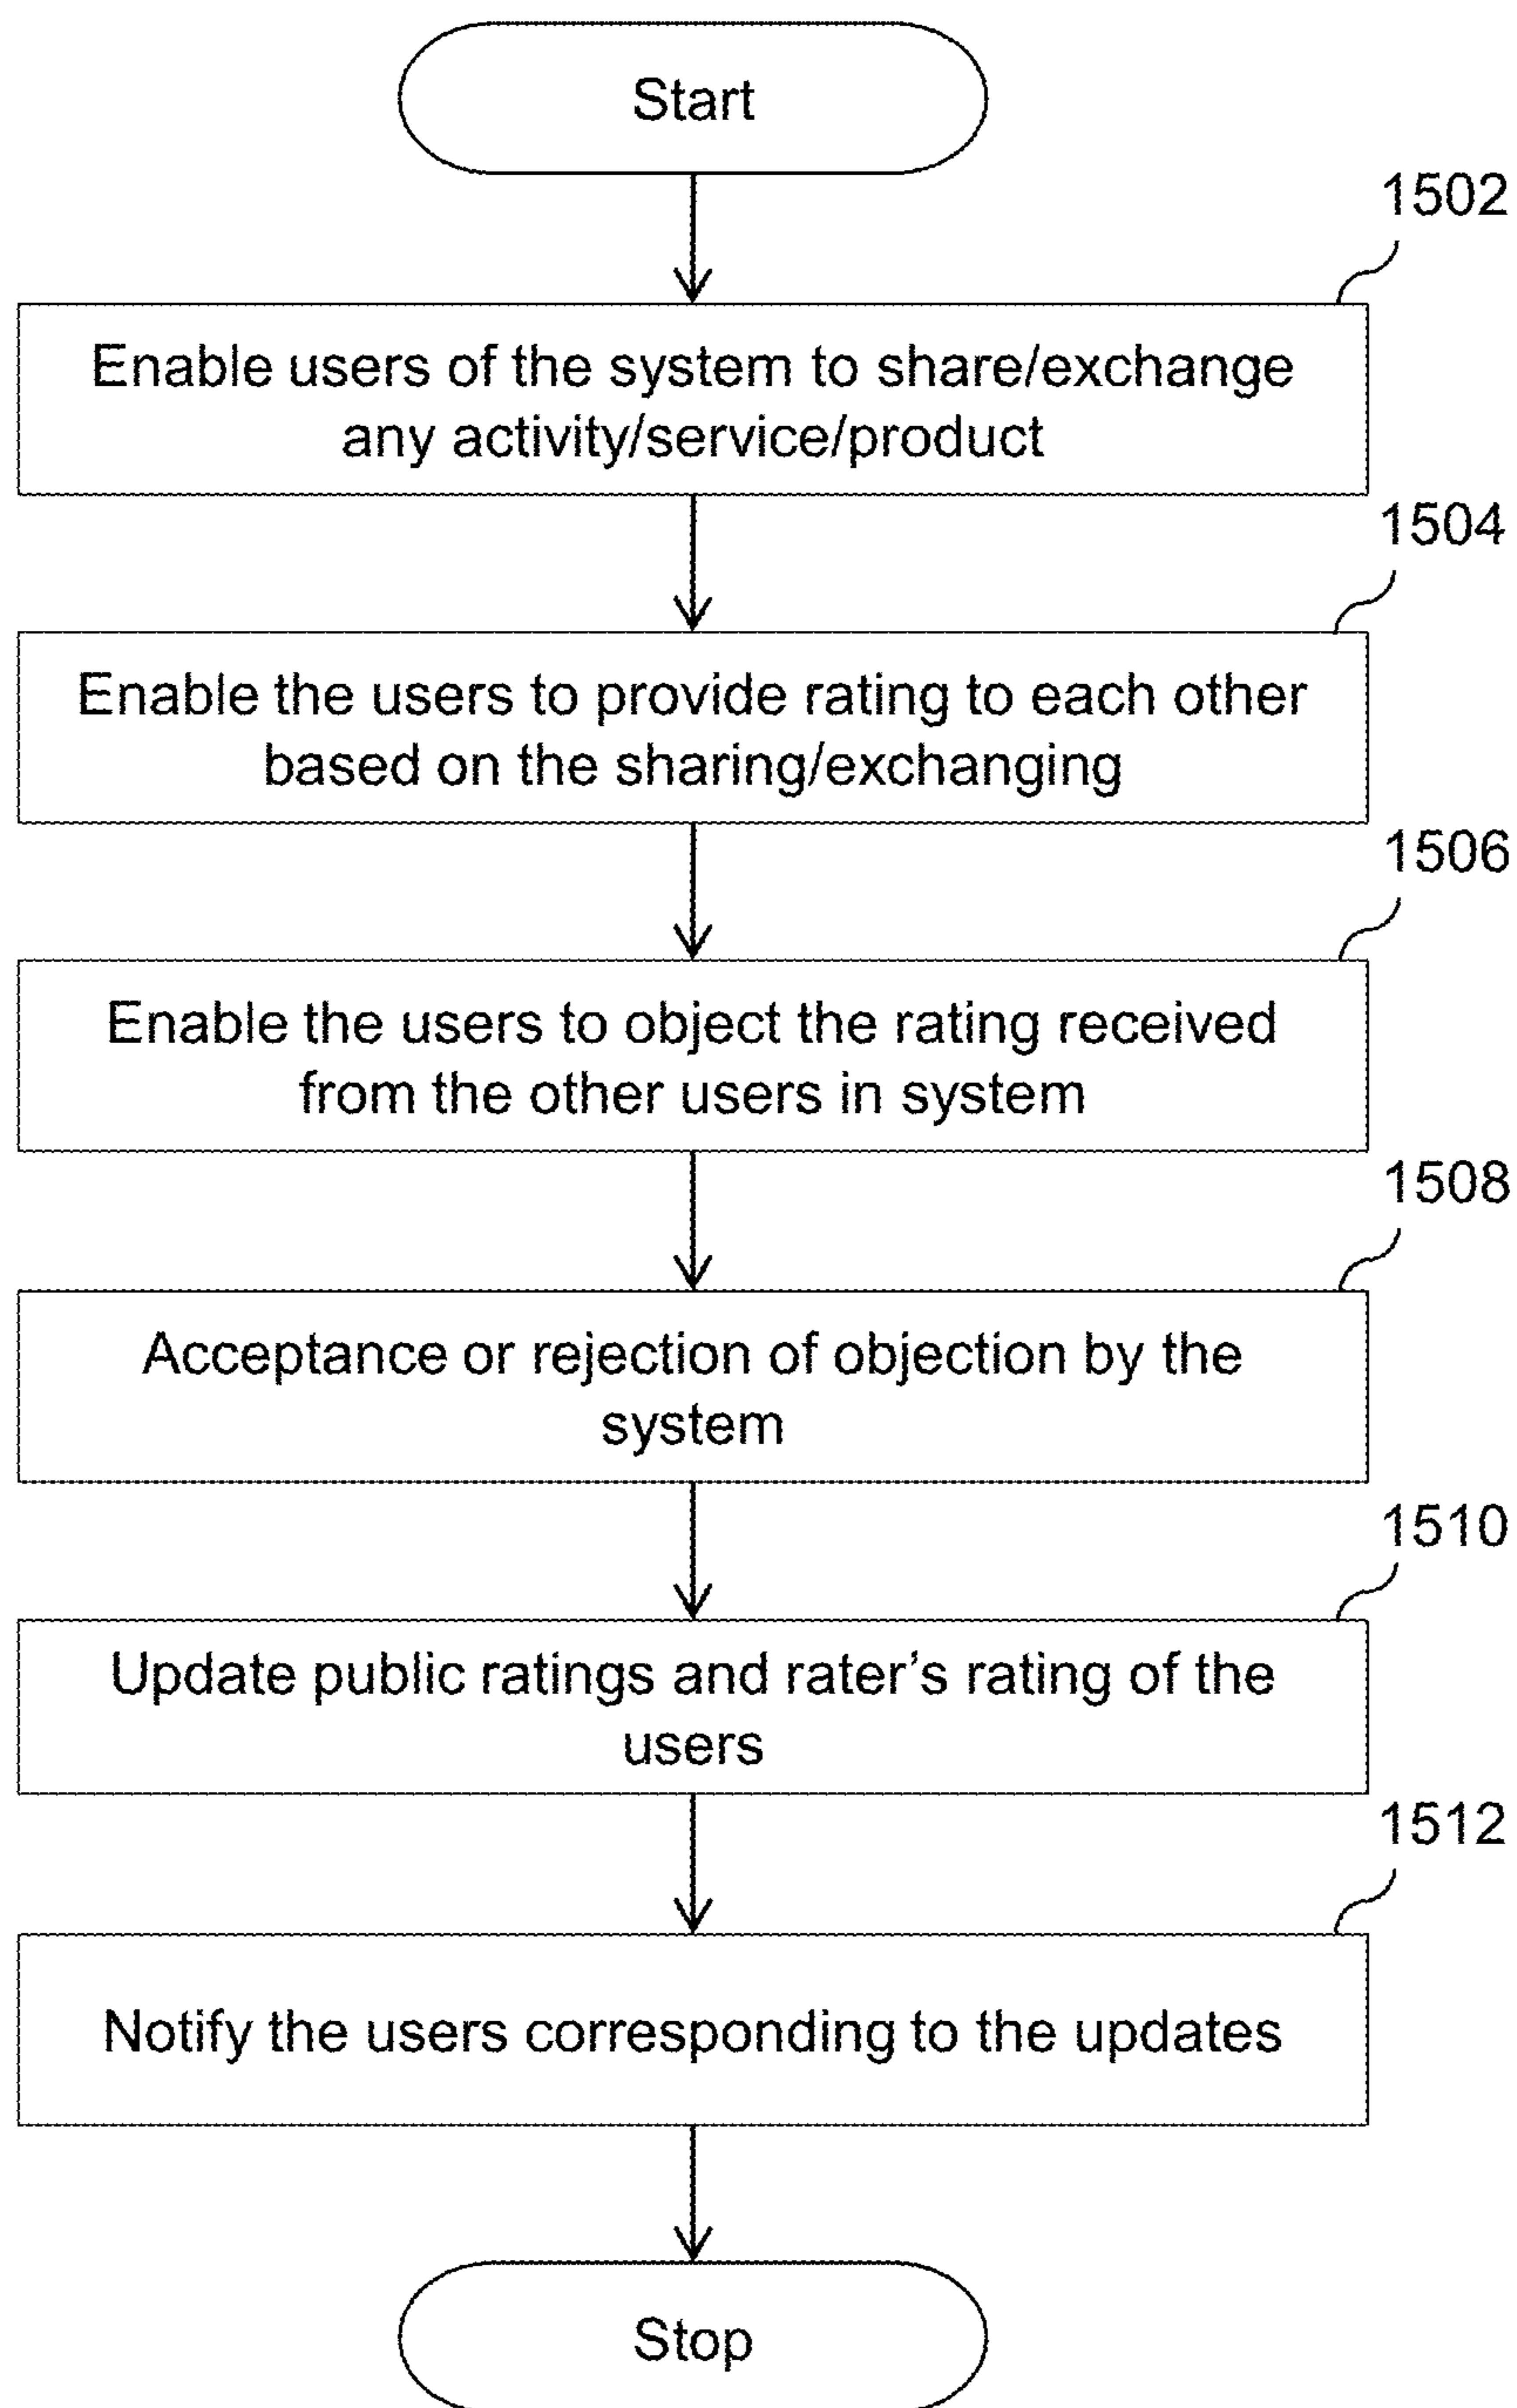 Start
1502
Enable users of the system to share/exchange
any activity/service/product
1504
Enable the users to provide rating to each other
based on the sharing/exchanging
1506
Enable the users to object the rating received
from the other users in system
1508
Acceptance or rejection of objection by the
system
1510
Update public ratings and rater’s rating of the
users
1512
Notify the users corresponding to the updates
Stop